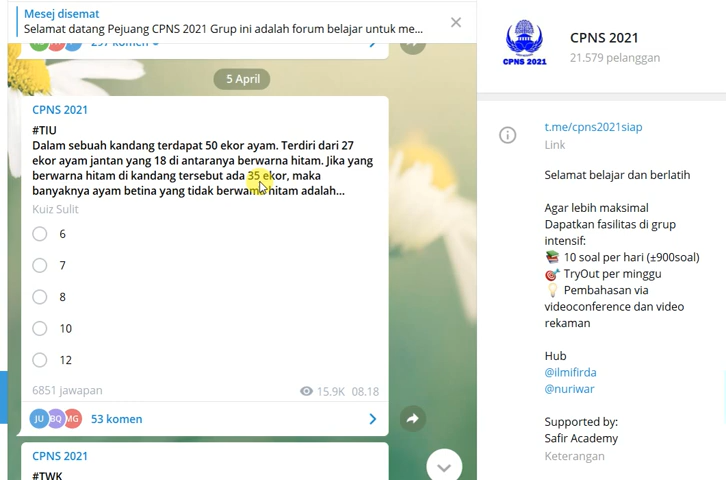 Mesej disemat
Selamat datang Pejuang CPNS 2021 Grup ini adalah forum belajar untuk me...
297 komen
5 April
CPNS 2021
#TIU
Dalam sebuah kandang terdapat 50 ekor ayam. Terdiri dari 27
ekor ayam jantan yang 18 di antaranya berwarna hitam. Jika yang
berwarna hitam di kandang tersebut ada 35 ekor, maka
banyaknya ayam betina yang tidak berwarna hitam adalah...
Kuiz Sulit
6
7
8
10
12
6851 jawapan
15.9K 08.18
JU BQ MG 53 komen
CPNS 2021
#TWK
CPNS 2021
CPNS 2021
21.579 pelanggan
t.me/cpns2021siap
Link
Selamat belajar dan berlatih
Agar lebih maksimal
Dapatkan fasilitas di grup
intensif:
10 soal per hari (±900soal)
TryOut per minggu
Pembahasan via
videoconference dan video
rekaman
Hub
@ilmifirda
@nuriwar
Supported by:
Safir Academy
Keterangan